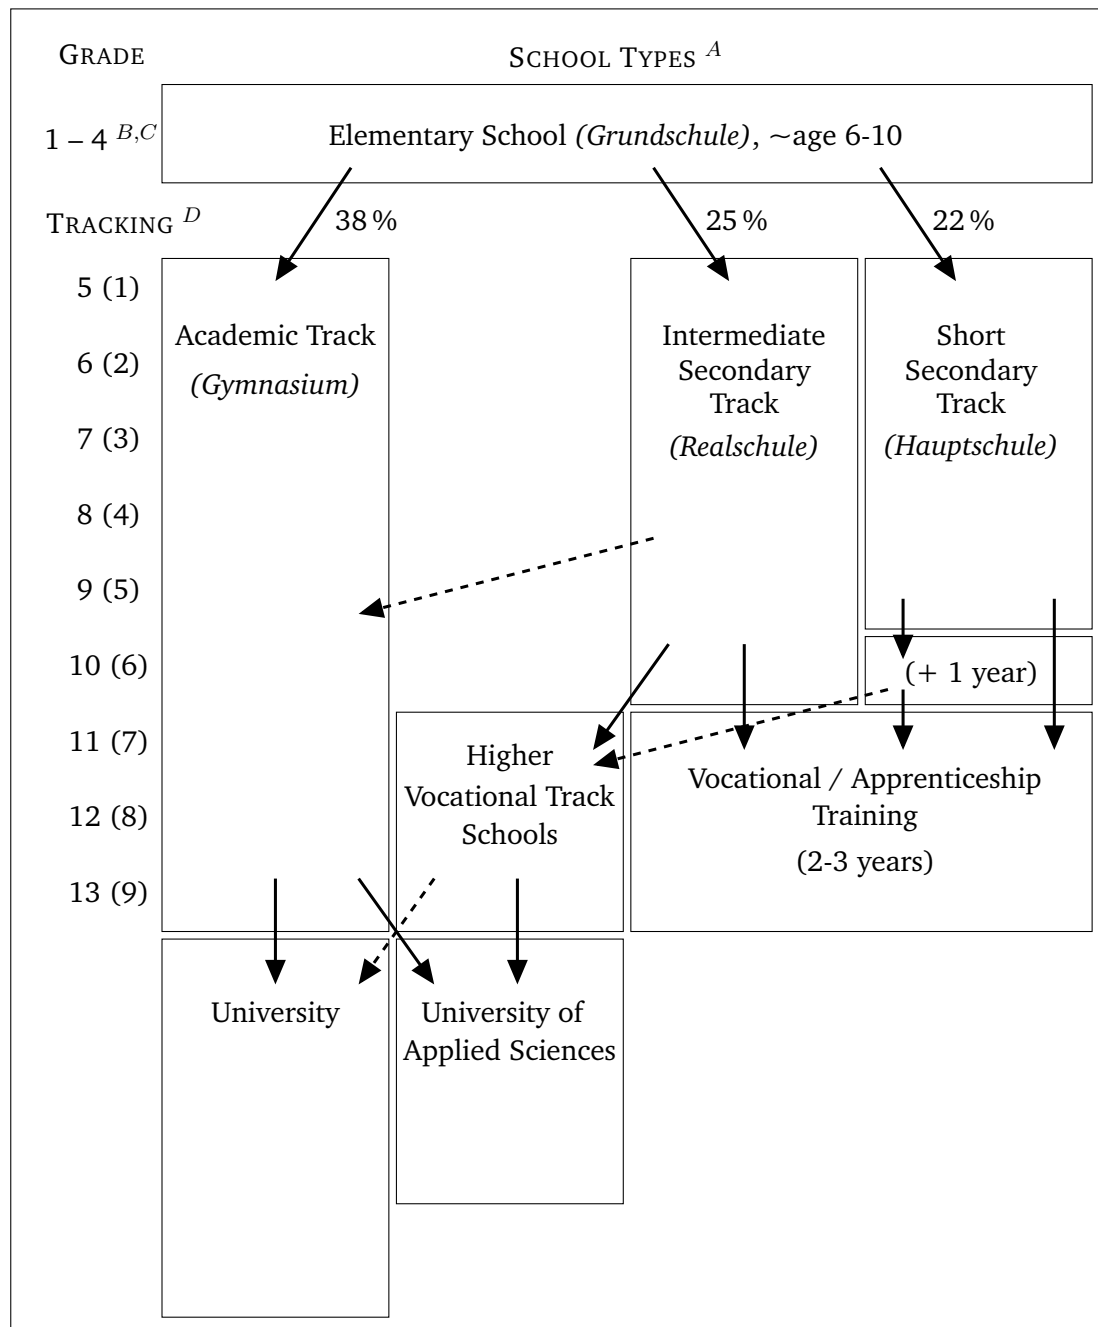 GRADE
SCHOOL TYPES A
1 – 4 B,C
Elementary School (Grundschule), ~age 6-10
TRACKING D
38 %
25 %
22 %
5 (1)
6 (2)
7 (3)
8 (4)
9 (5)
10 (6)
11 (7)
12 (8)
13 (9)
Academic Track
(Gymnasium)
Intermediate
Secondary
Track
(Realschule)
Short
Secondary
Track
(Hauptschule)
(+ 1 year)
Higher
Vocational Track
Schools
Vocational / Apprenticeship
Training
(2-3 years)
University
University of
Applied Sciences